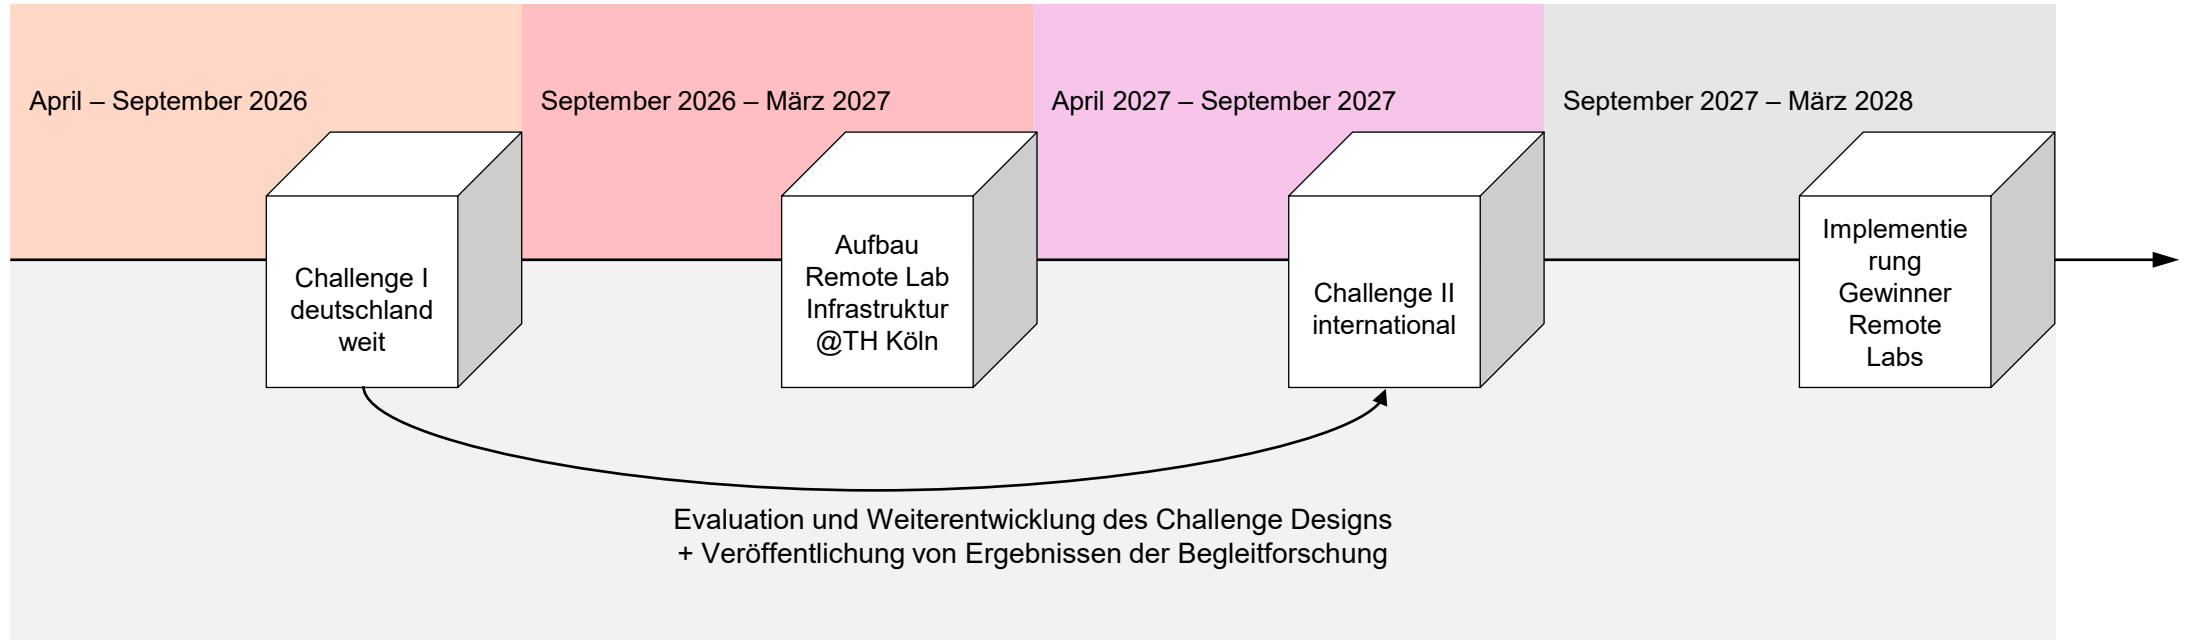 April – September 2026
September 2026 – März 2027
April 2027 – September 2027
September 2027 – März 2028
Challenge I
deutschland
weit
Aufbau
Remote Lab
Infrastruktur
@TH Köln
Challenge II
international
Implementie
rung
Gewinner
Remote
Labs
Evaluation und Weiterentwicklung des Challenge Designs
+ Veröffentlichung von Ergebnissen der Begleitforschung